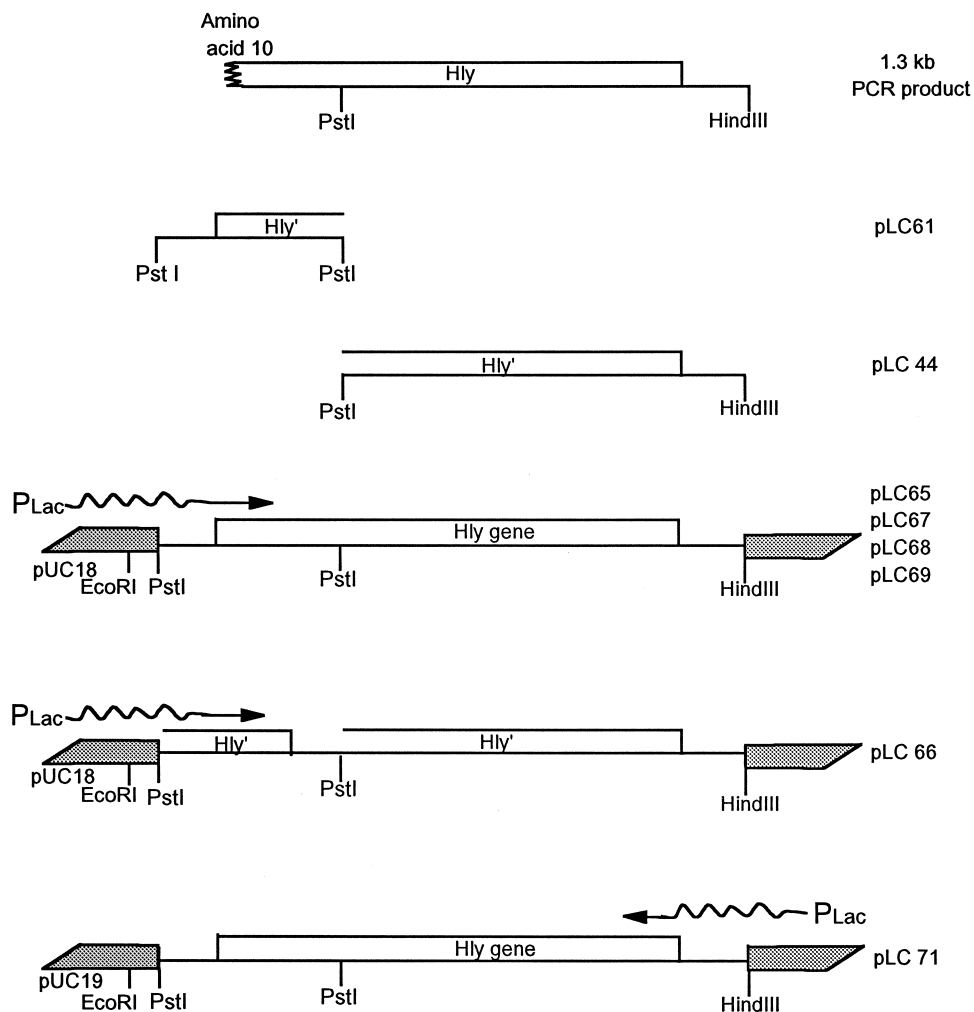 Amino
acid 10
Hly
1.3 kb
PCR product
PstI
HindIII
Hly'
pLC61
Pst I
PstI
Hly'
pLC 44
PstI
HindIII
PLac
pLC65
Hly gene
pLC67
pLC68
pUC18
EcoRI
PstI
PstI
HindIII
pLC69
PLac
Hly'
Hly'
pLC 66
pUC18
EcoRI
PstI
PstI
HindIII
PLac
Hly gene
pLC 71
pUC19
EcoRI
PstI
PstI
HindIII